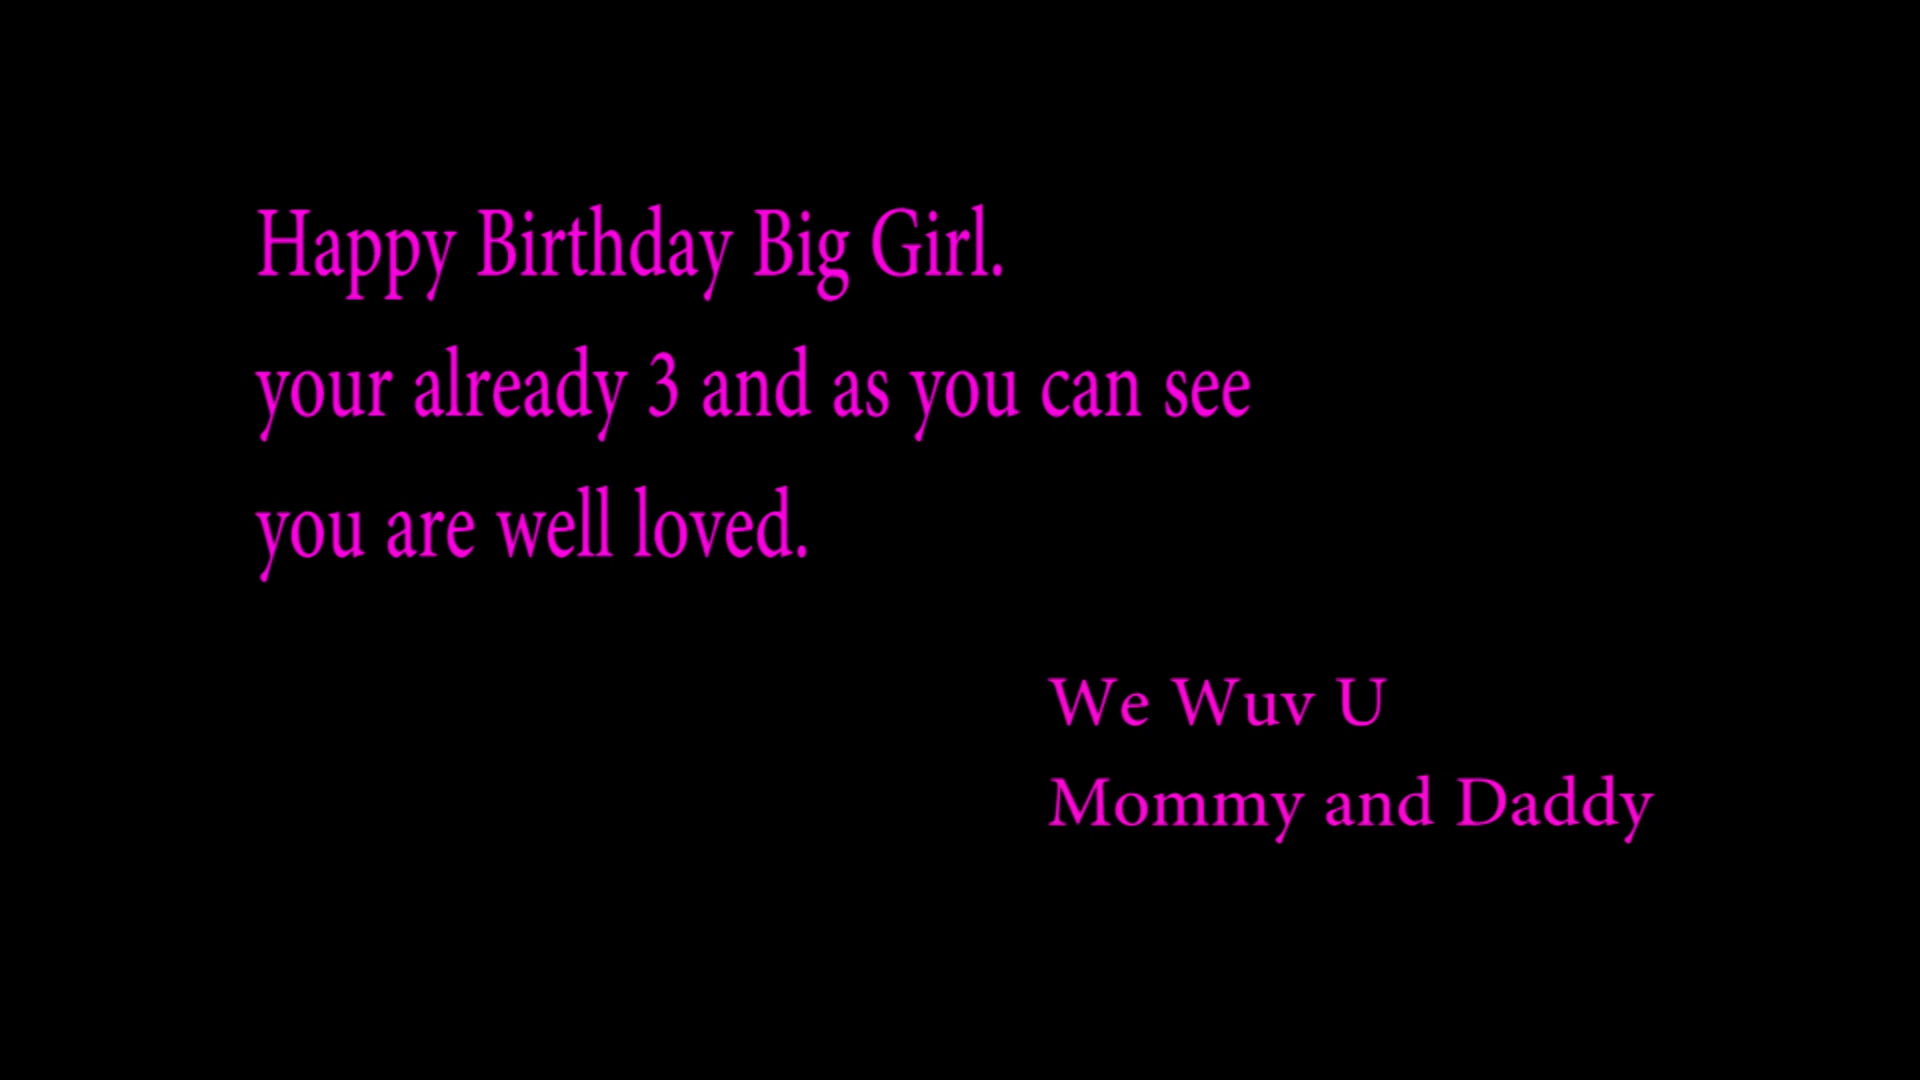 Happy Birthday Big Girl.
your already 3 and as you can see
you are well loved.
We Wuv U
Mommy and Daddy